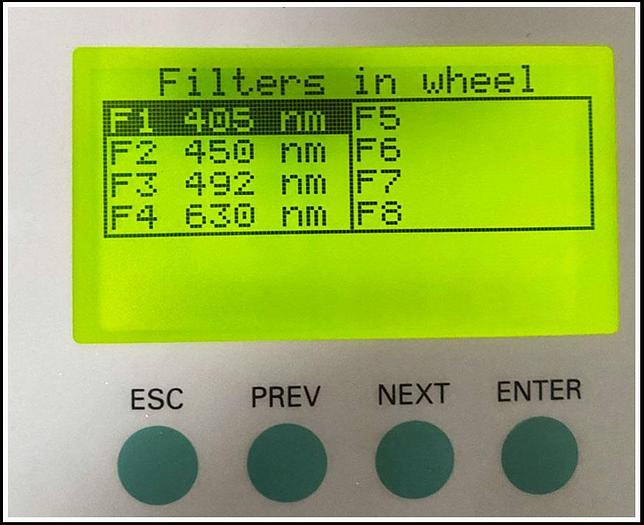 Filters in wheel
F1 405 nm F5
F2 450 nm F6
F3 492 nm F7
F4 630 nm F8
ESC PREV NEXT ENTER